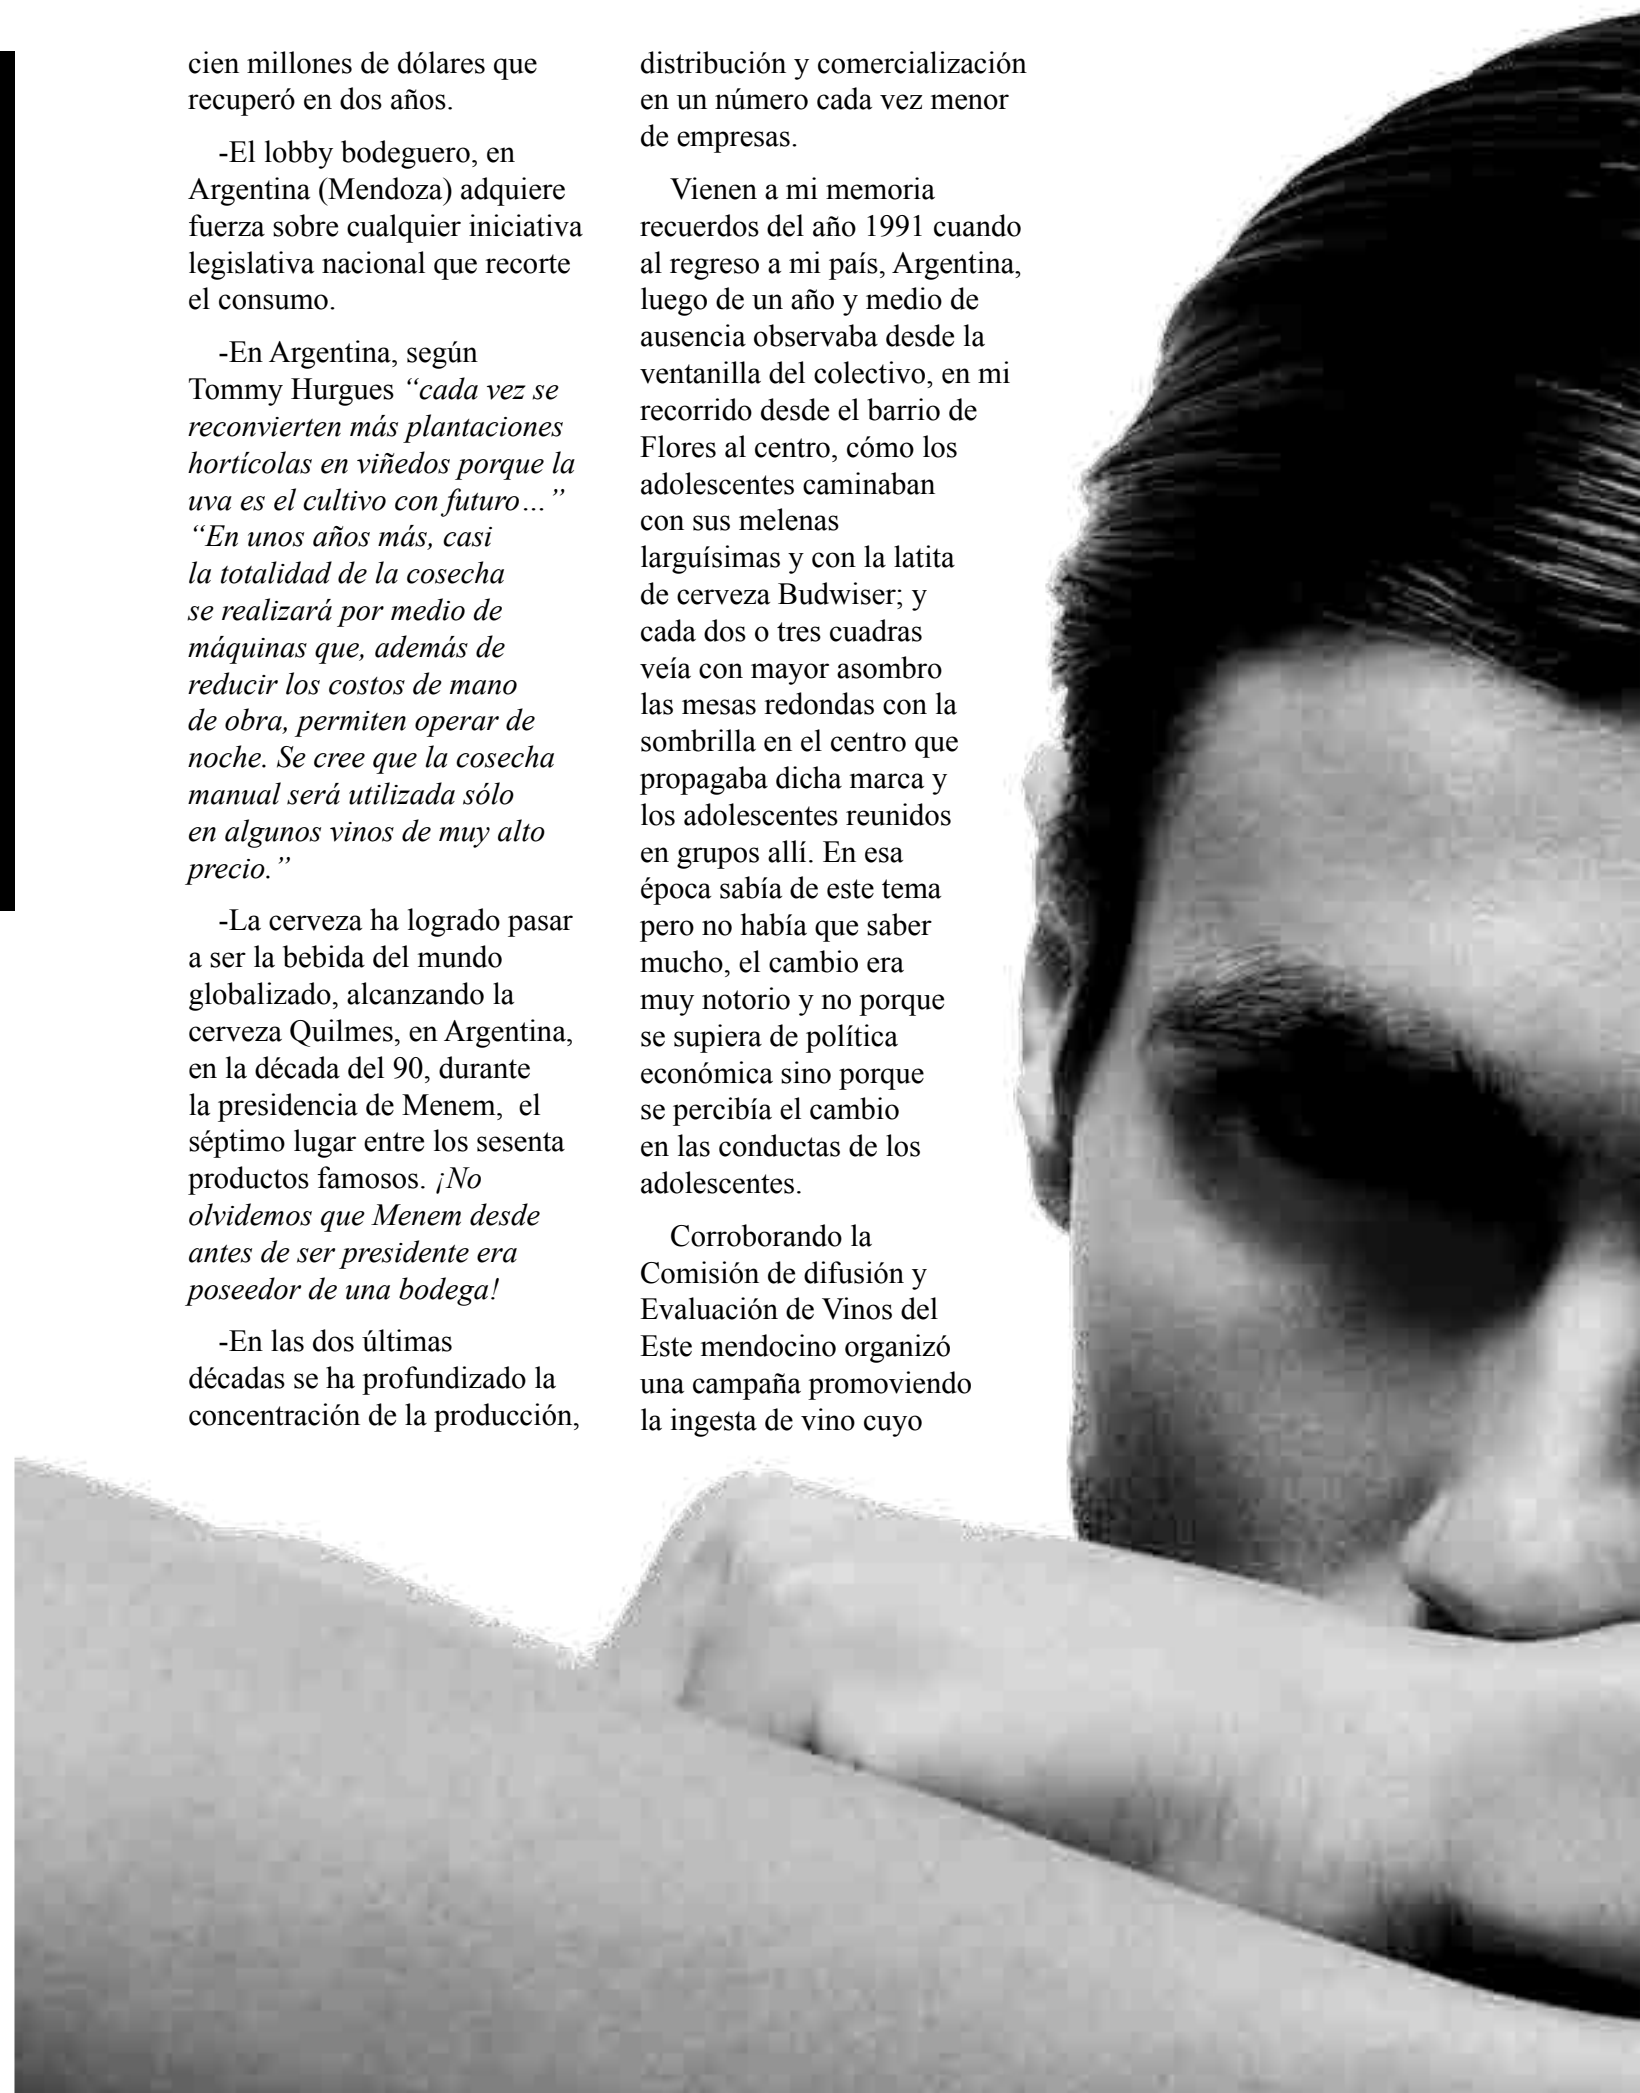 cien millones de dólares que
recuperó en dos años.
-El lobby bodeguero, en
Argentina (Mendoza) adquiere
fuerza sobre cualquier iniciativa
legislativa nacional que recorte
el consumo.
-En Argentina, según
Tommy Hurgues “cada vez se
reconvierten más plantaciones
hortícolas en viñedos porque la
uva es el cultivo con futuro…”
“En unos años más, casi
la totalidad de la cosecha
se realizará por medio de
máquinas que, además de
reducir los costos de mano
de obra, permiten operar de
noche. Se cree que la cosecha
manual será utilizada sólo
en algunos vinos de muy alto
precio.”
-La cerveza ha logrado pasar
a ser la bebida del mundo
globalizado, alcanzando la
cerveza Quilmes, en Argentina,
en la década del 90, durante
la presidencia de Menem,  el
séptimo lugar entre los sesenta
productos famosos. ¡No
olvidemos que Menem desde
antes de ser presidente era
poseedor de una bodega!
-En las dos últimas
décadas se ha profundizado la
concentración de la producción,
distribución y comercialización
en un número cada vez menor
de empresas.
Vienen a mi memoria
recuerdos del año 1991 cuando
al regreso a mi país, Argentina,
luego de un año y medio de
ausencia observaba desde la
ventanilla del colectivo, en mi
recorrido desde el barrio de
Flores al centro, cómo los
adolescentes caminaban
con sus melenas
larguísimas y con la latita
de cerveza Budwiser; y
cada dos o tres cuadras
veía con mayor asombro
las mesas redondas con la
sombrilla en el centro que
propagaba dicha marca y
los adolescentes reunidos
en grupos allí. En esa
época sabía de este tema
pero no había que saber
mucho, el cambio era
muy notorio y no porque
se supiera de política
económica sino porque
se percibía el cambio
en las conductas de los
adolescentes.
Corroborando la
Comisión de difusión y
Evaluación de Vinos del
Este mendocino organizó
una campaña promoviendo
la ingesta de vino cuyo